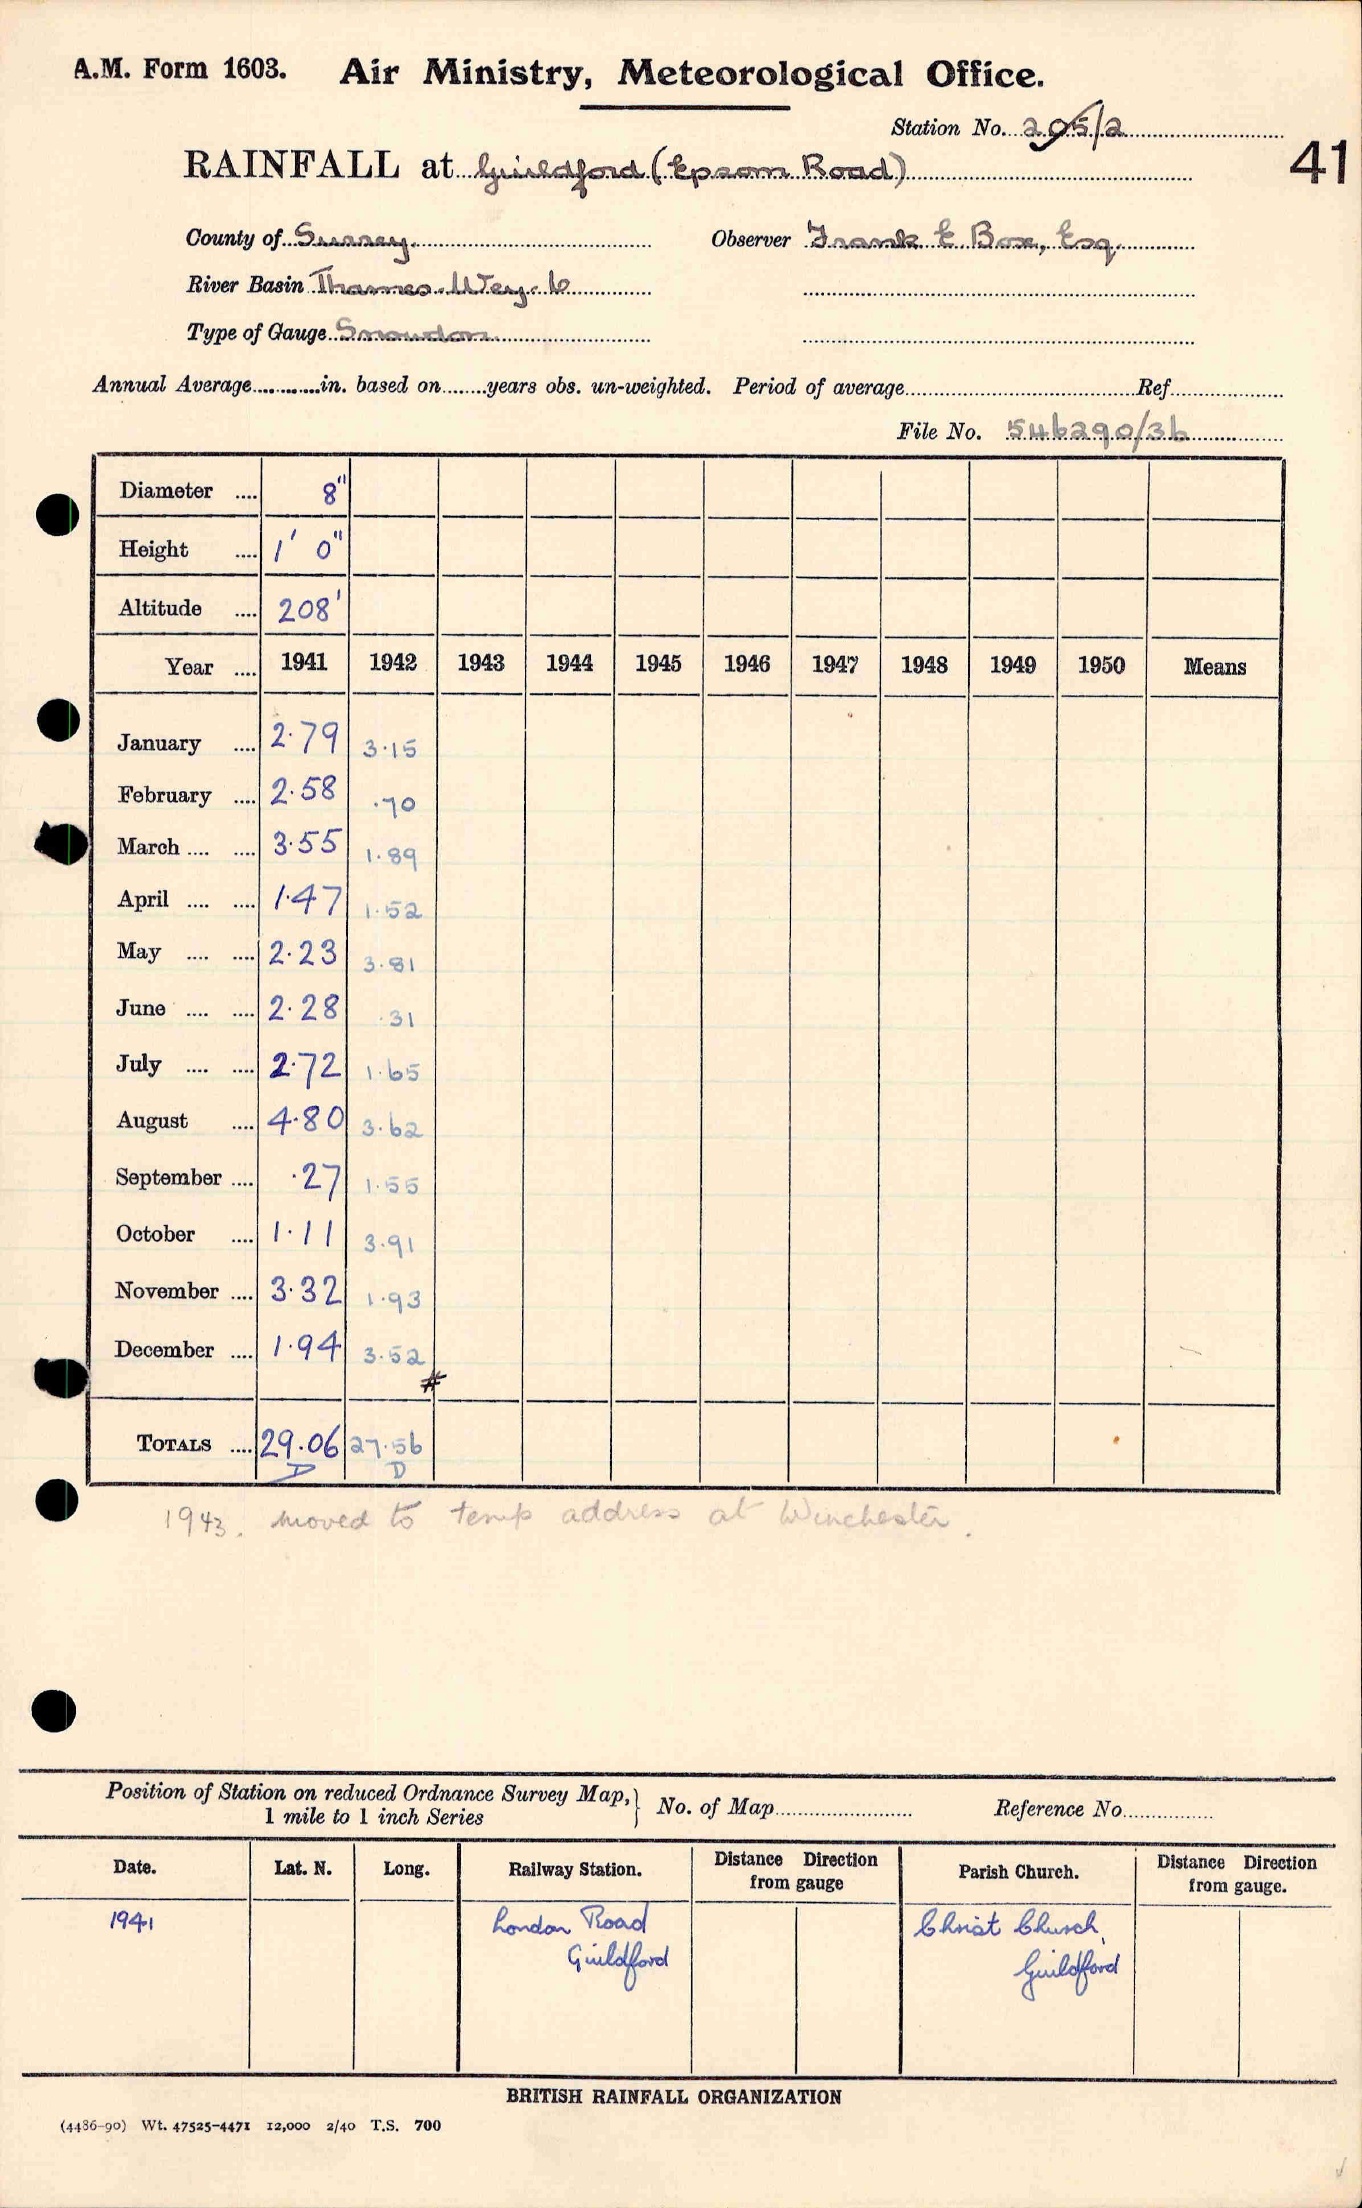 A.M. Form 1603. Air Ministry, Meteorological Office.
Station No. 205/2
41
RAINFALL at Guildford (Epsom Road)
County of Surrey. Observer Frank E. Box, Esq.
River Basin Thames. Wey. 6
Type of Gauge Snowdon.
Annual Average............in. based on........years obs. un-weighted. Period of average................Ref................
File No. 546290/36
Diameter .... 8"
Height .... 1' 0"
Altitude .... 208'
Year .... 1941 1942 1943 1944 1945 1946 1947 1948 1949 1950 Means
January .... 2.79 3.15
February .... 2.58 .70
March .... .... 3.55 1.89
April .... .... 1.47 1.52
May .... .... 2.23 3.81
June .... .... 2.28 .31
July .... .... 2.72 1.65
August .... 4.80 3.62
September .... .27 1.55
October .... 1.11 3.91
November .... 3.32 1.93
December .... 1.94 3.52
#
TOTALS .... 29.06 27.56
D D
1943. moved to temp address at Winchester.
Position of Station on reduced Ordnance Survey Map, } No. of Map................ Reference No................
1 mile to 1 inch Series
Date. Lat. N. Long. Railway Station. Distance Direction from gauge Parish Church. Distance Direction from gauge.
1941 London Road Christ Church,
Guildford Guildford
BRITISH RAINFALL ORGANIZATION
(4486-90) Wt. 47525-4471 12,000 2/40 T.S. 700